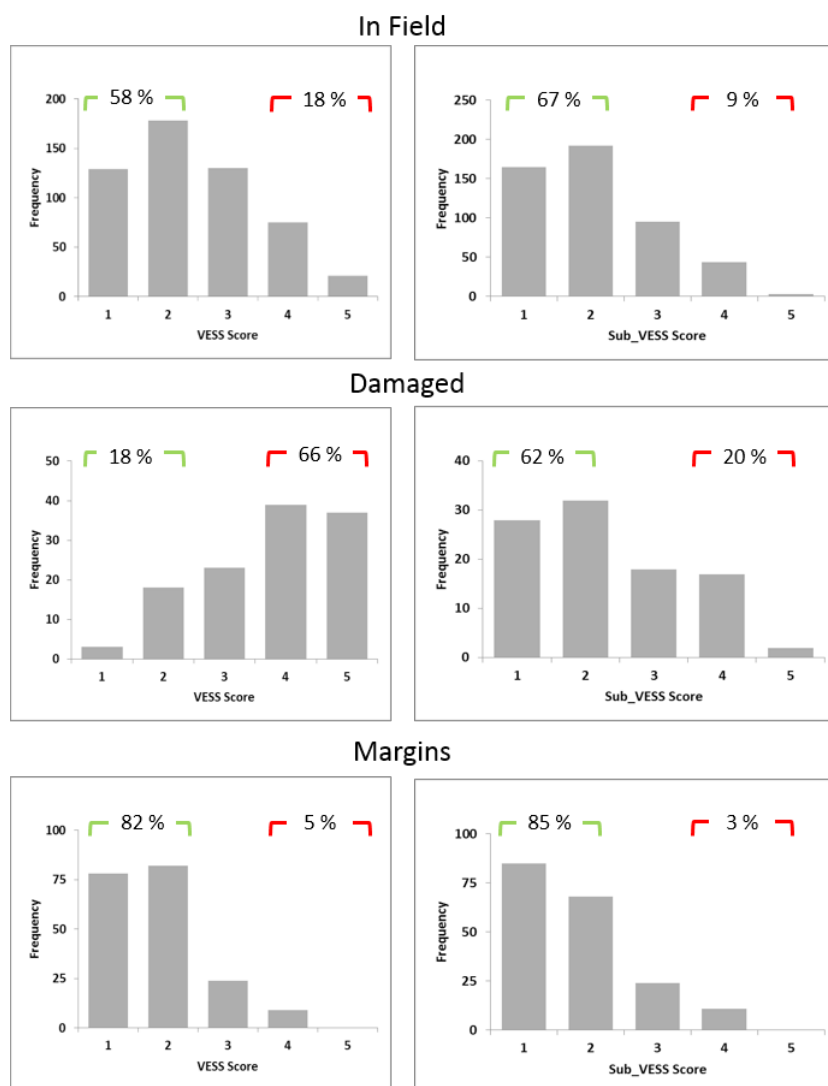 In Field
58 %
18 %
200
150
100
50
0
Frequency
1 2 3 4 5
VESS Score
67 %
9 %
250
200
150
100
50
0
Frequency
1 2 3 4 5
Sub_VESS Score
Damaged
18 %
66 %
50
40
30
20
10
0
Frequency
1 2 3 4 5
VESS Score
62 %
20 %
40
30
20
10
0
Frequency
1 2 3 4 5
Sub_VESS Score
Margins
82 %
5 %
100
75
50
25
0
Frequency
1 2 3 4 5
VESS Score
85 %
3 %
100
75
50
25
0
Frequency
1 2 3 4 5
Sub_VESS Score